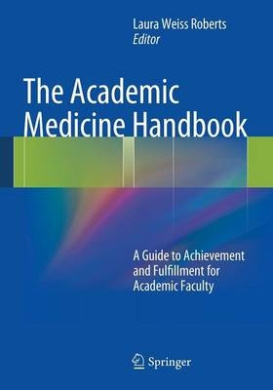 Laura Weiss Roberts
Editor
The Academic
Medicine Handbook
A Guide to Achievement
and Fulfillment for
Academic Faculty
Springer